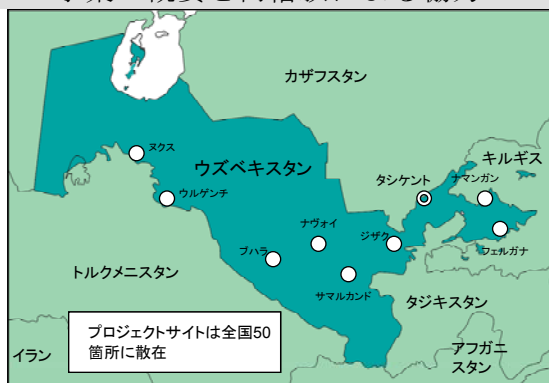 カザフスタン
ヌクス
ウズベキスタン
キルギス
タシケント
ナマンガン
ウルゲンチ
ナヴォイ
ジザク
フェルガナ
ブハラ
トルクメニスタン
サマルカンド
タジキスタン
プロジェクトサイトは全国50
箇所に散在
イラン
アフガニ
スタン